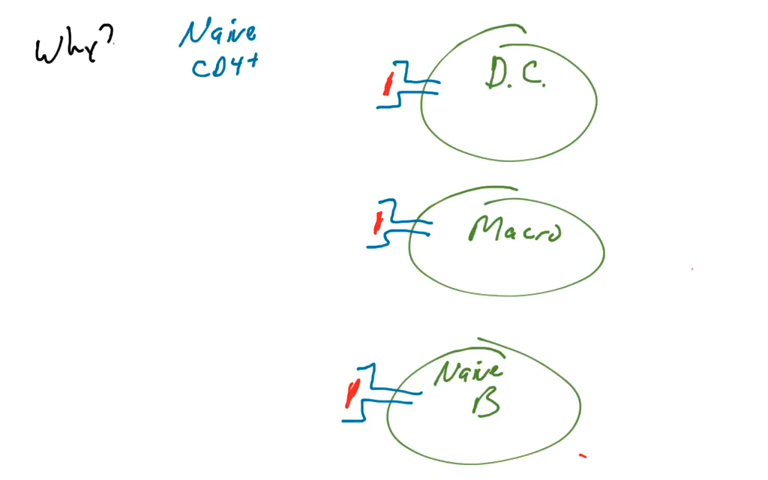 Why?
Naive
CD4+
D.C.
Macro
Naive
B